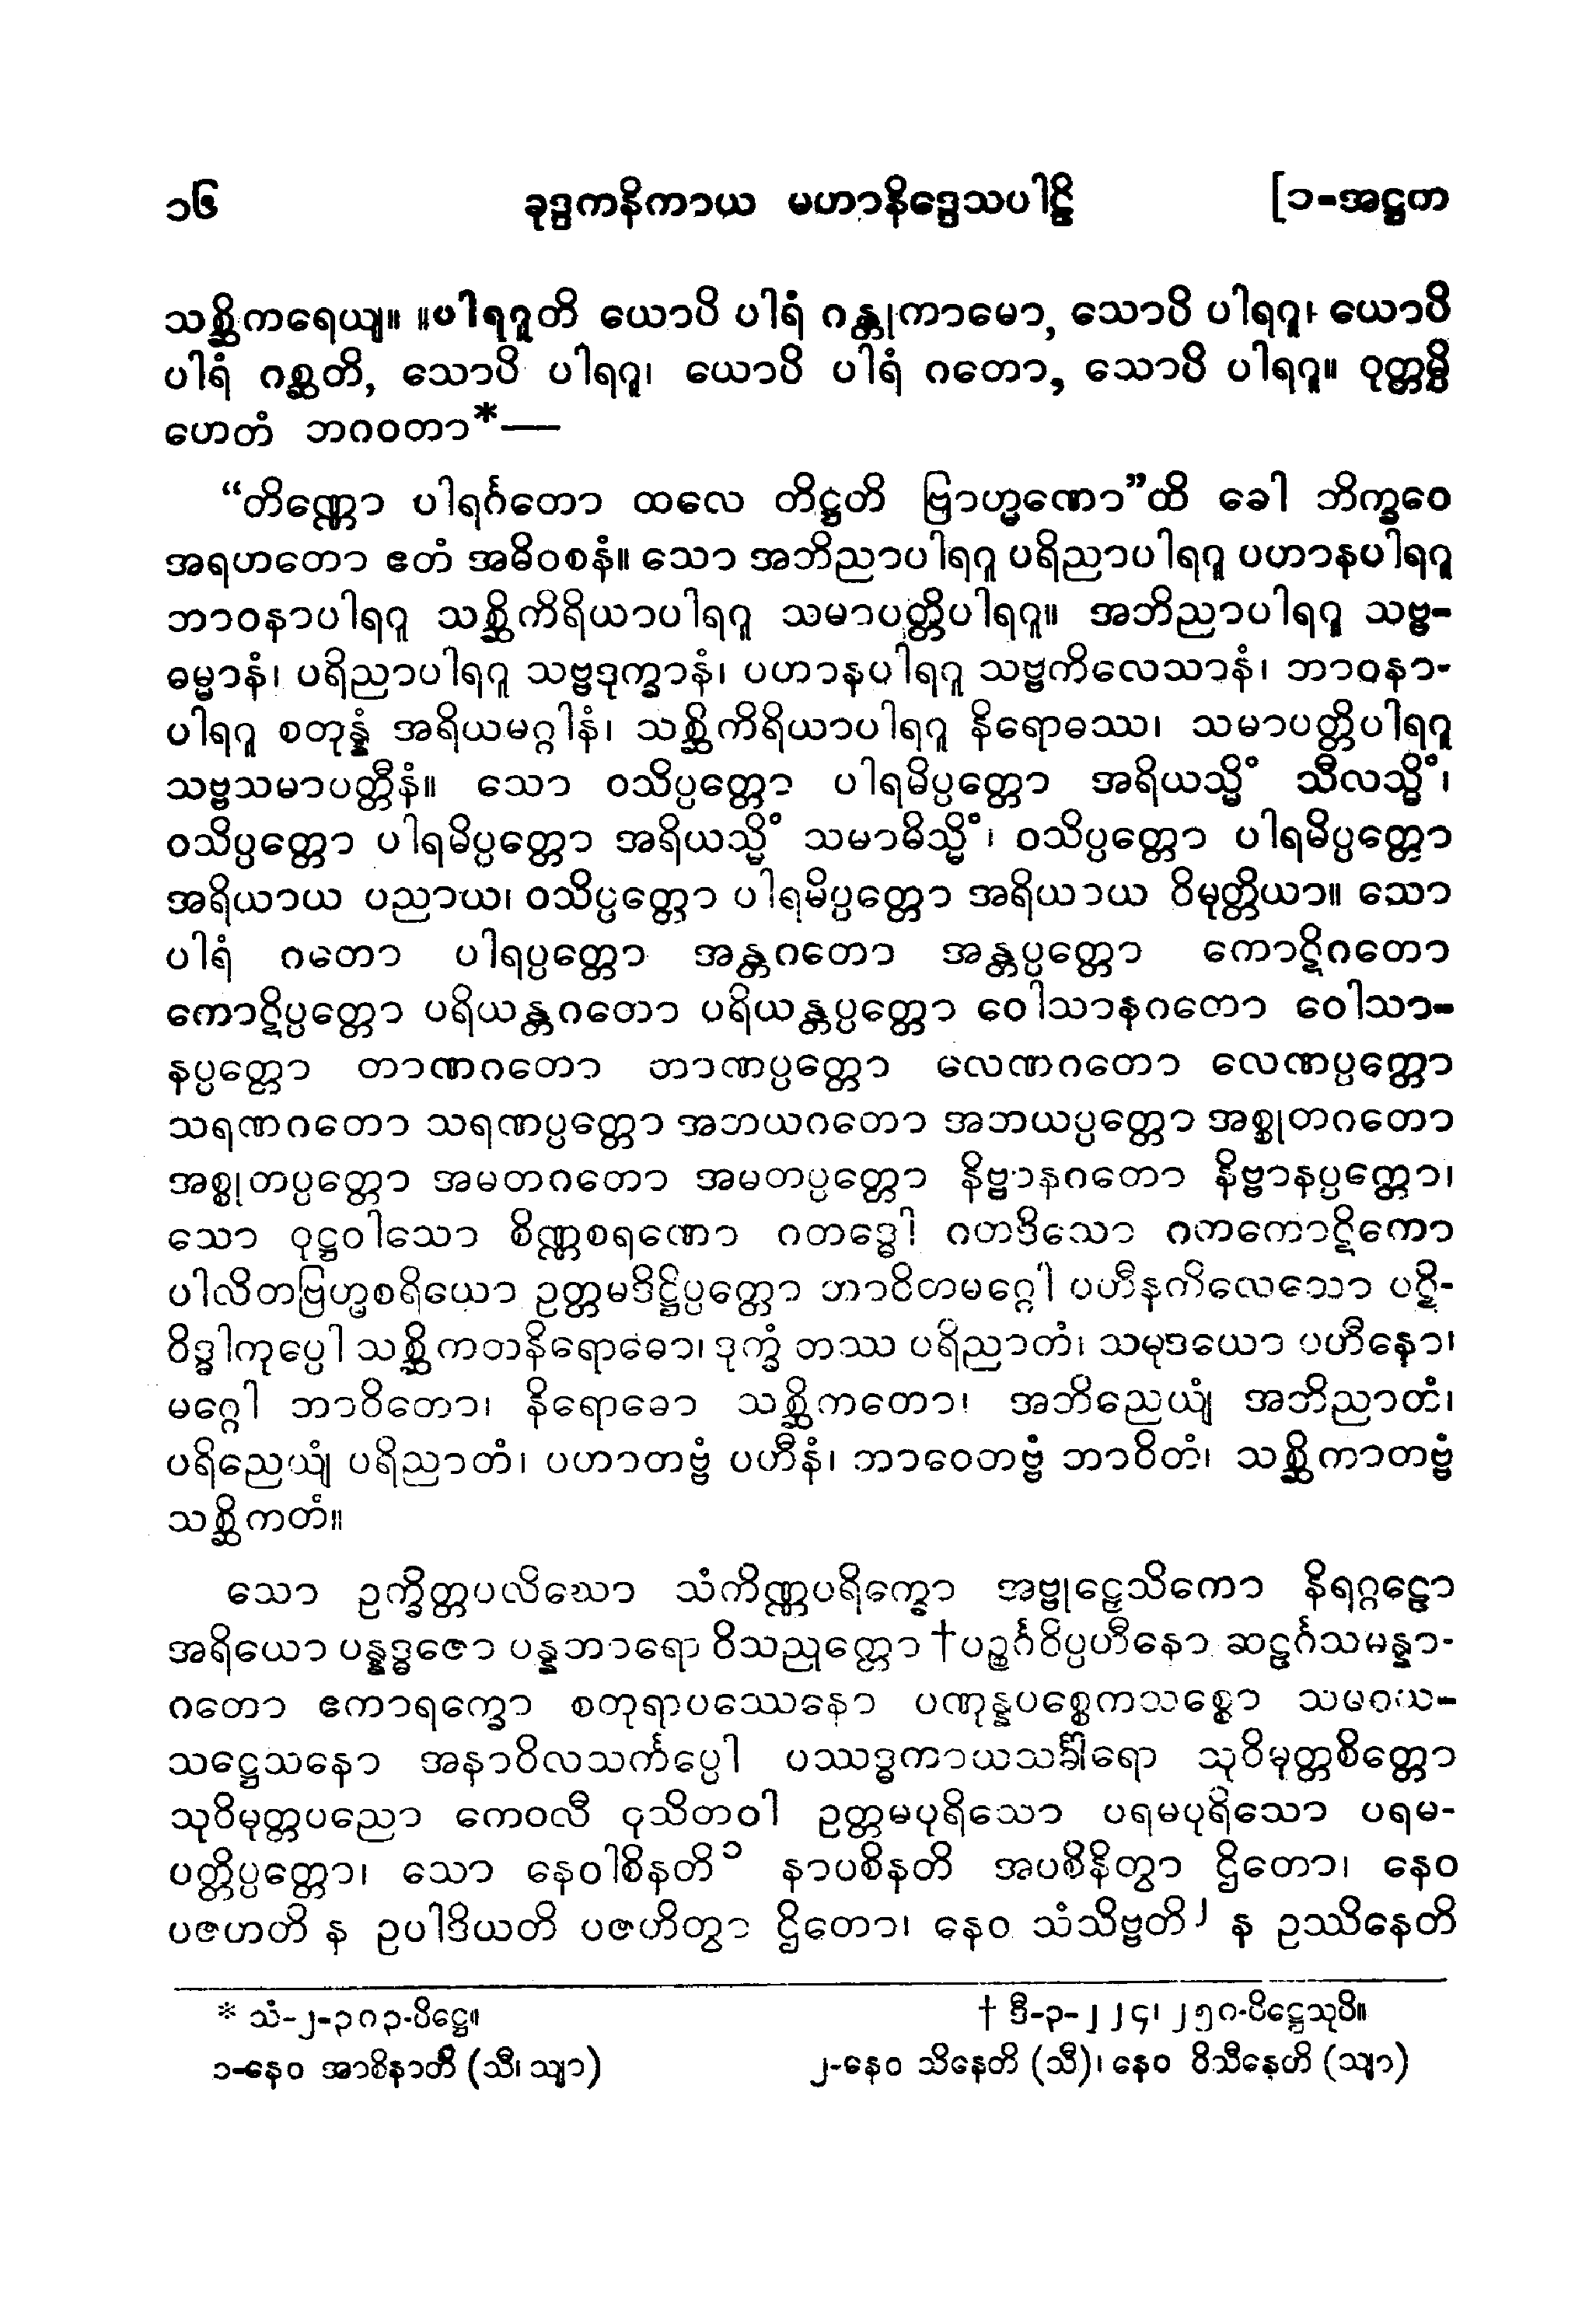 ၁၆ ခုဒ္ဒကနိကာယ မဟာနိဒ္ဒေသပါဠိ [၁-အဋ္ဌက
သစ္ဆိကရေယျ။ ။ပါရဂူတိ ယောပိ ပါရံ ဂန္တုကာမော, သောပိ ပါရဂူ၊ ယောပိ
ပါရံ ဂစ္ဆတိ, သောပိ ပါရဂူ၊ ယောပိ ပါရံ ဂတော, သောပိ ပါရဂူ။ ဝုတ္တမ္ပိ
ဟေတံ ဘဂဝတာ*—
“တိဏ္ဏော ပါရင်္ဂတော ထလေ တိဋ္ဌတိ ဗြာဟ္မဏော”ထိ ခေါ ဘိက္ခဝေ
အရဟတော ဧတံ အဓိဝစနံ။ သော အဘိညာပါရဂူ ပရိညာပါရဂူ ပဟာနပါရဂူ
ဘာဝနာပါရဂူ သစ္ဆိကိရိယာပါရဂူ သမာပတ္တိပါရဂူ။ အဘိညာပါရဂူ သဗ္ဗ-
ဓမ္မာနံ၊ ပရိညာပါရဂူ သဗ္ဗဒုက္ခာနံ၊ ပဟာနပါရဂူ သဗ္ဗကိလေသာနံ၊ ဘာဝနာ-
ပါရဂူ စတုန္နံ အရိယမဂ္ဂါနံ၊ သစ္ဆိကိရိယာပါရဂူ နိရောဓဿ၊ သမာပတ္တိပါရဂူ
သဗ္ဗသမာပတ္တီနံ။ သော ဝသိပ္ပတ္တော ပါရမိပ္ပတ္တော အရိယသ္မိံ သီလသ္မိံ၊
ဝသိပ္ပတ္တော ပါရမိပ္ပတ္တော အရိယသ္မိံ သမာဓိသ္မိံ၊ ဝသိပ္ပတ္တော ပါရမိပ္ပတ္တော
အရိယာယ ပညာယ၊ ဝသိပ္ပတ္တော ပါရမိပ္ပတ္တော အရိယာယ ဝိမုတ္တိယာ။ သော
ပါရံ ဂတော ပါရပ္ပတ္တော အန္တဂတော အန္တပ္ပတ္တော ကောဋိဂတော
ကောဋိပ္ပတ္တော ပရိယန္တဂတော ပရိယန္တပ္ပတ္တော ဝေါသာနဂတော ဝေါသာ-
နပ္ပတ္တော တာဏဂတော တာဏပ္ပတ္တော လေဏဂတော လေဏပ္ပတ္တော
သရဏဂတော သရဏပ္ပတ္တော အဘယဂတော အဘယပ္ပတ္တော အစ္စုတဂတော
အစ္စုတပ္ပတ္တော အမတဂတော အမတပ္ပတ္တော နိဗ္ဗာနဂတော နိဗ္ဗာနပ္ပတ္တော၊
သော ဝုဋ္ဌဝါသော စိဏ္ဏစရဏော ဂတဒ္ဓေါ ဂတဒိသော ဂတကောဋိကော
ပါလိတဗြဟ္မစရိယော ဥတ္တမဒိဋ္ဌိပ္ပတ္တော ဘာဝိတမဂ္ဂေါ ပဟီနကိလေသော ပဋိ-
ဝိဒ္ဓါကုပ္ပေါ သစ္ဆိကတနိရောဓော၊ ဒုက္ခံ တဿ ပရိညာတံ၊ သမုဒယော ပဟီနော၊
မဂ္ဂေါ ဘာဝိတော၊ နိရောဓော သစ္ဆိကတော၊ အဘိညေယျံ အဘိညာတံ၊
ပရိညေယျံ ပရိညာတံ၊ ပဟာတဗ္ဗံ ပဟီနံ၊ ဘာဝေတဗ္ဗံ ဘာဝိတံ၊ သစ္ဆိကာတဗ္ဗံ
သစ္ဆိကတံ။
သော ဥက္ခိတ္တပလိဃော သံကိဏ္ဏပရိက္ခော အဗ္ဗုဠှေသိကော နိရဂ္ဂဠော
အရိယော ပန္နဒ္ဓဇော ပန္နဘာရော ဝိသညုတ္တော †ပဉ္စင်္ဂဝိပ္ပဟီနော ဆဠင်္ဂသမန္နာ-
ဂတော ဧကာရက္ခော စတုရာပဿေနော ပဏုန္နပစ္စေကသစ္စော သမဝယ-
သဋ္ဌေသနော အနာဝိလသင်္ကပ္ပေါ ပဿဒ္ဓကာယသင်္ခါရော သုဝိမုတ္တစိတ္တော
သုဝိမုတ္တပညော ကေဝလီ ဝုသိတဝါ ဥတ္တမပုရိသော ပရမပုရိသော ပရမ-
ပတ္တိပ္ပတ္တော၊ သော နေဝါစိနတိ၁ နာပစိနတိ အပစိနိတွာ ဌိတော၊ နေဝ
ပဇဟတိ န ဥပါဒိယတိ ပဇဟိတွာ ဌိတော၊ နေဝ သံသိဗ္ဗတိ၂ န ဥဿိနေတိ
* သံ-၂-၃ဂ၃-ပိဋ္ဌေ။ † ဒီ-၃-၂၂၄၊ ၂၅ဂ-ပိဋ္ဌေသုပိ။
၁-နေဝ အာစိနာတိ (သီ၊ သျာ) ၂-နေဝ သိနေတိ (သီ)၊ နေဝ ဝိသီနေတိ (သျာ)